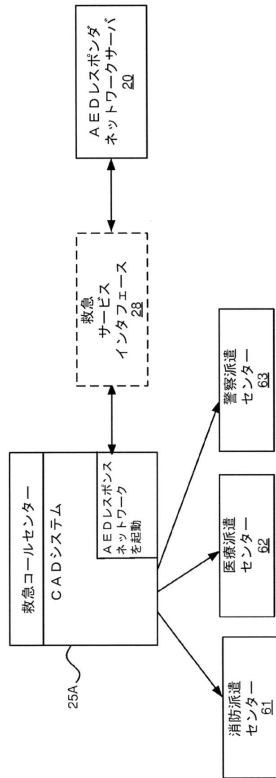 救急コールセンター
CADシステム
AEDレスポンス
ネットワーク
を起動
25A
救急
サービス
インタフェース
28
AEDレスポンダ
ネットワークサーバ
20
消防派遣
センター
61
医療派遣
センター
62
警察派遣
センター
63